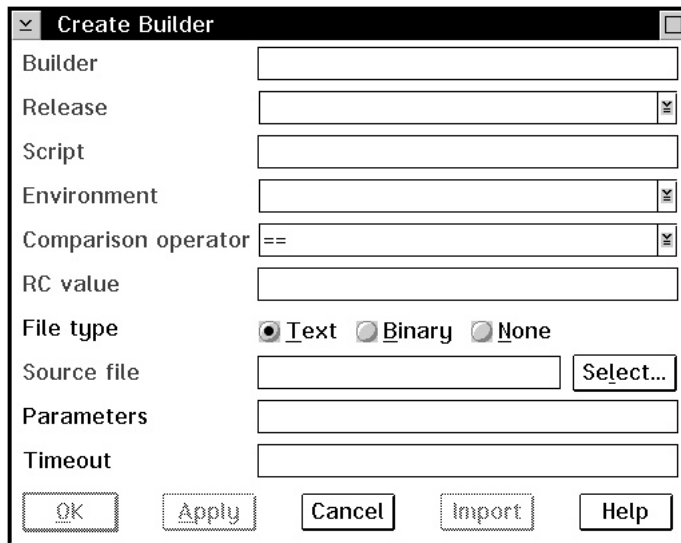 Create Builder
Builder
Release
Script
Environment
Comparison operator ==
RC value
File type Text Binary None
Source file Select...
Parameters
Timeout
OK Apply Cancel Import Help